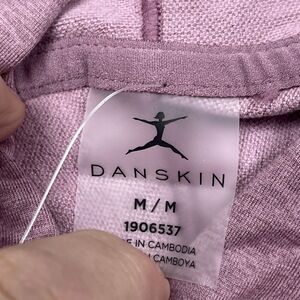 DANSKIN
M / M
1906537
IN CAMBODIA
CAMBOYA